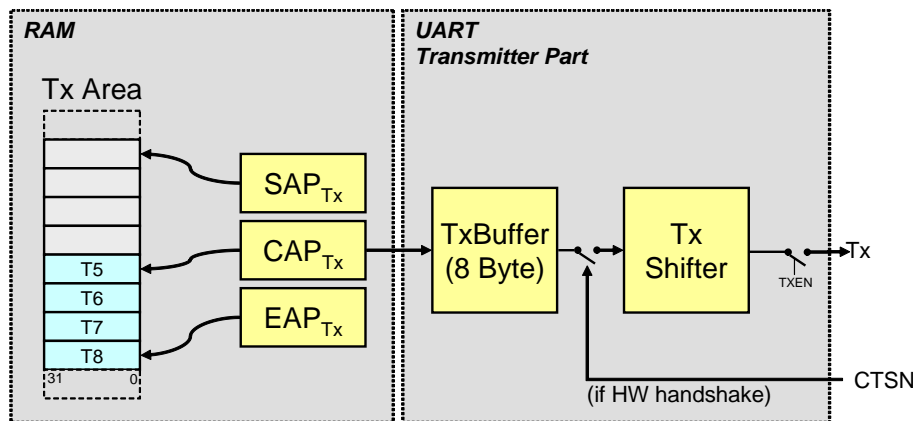 RAM
Tx Area
SAPTx
CAPTx
EAPTx
T5
T6
T7
T8
31 0
UART
Transmitter Part
TxBuffer
(8 Byte)
Tx
Shifter
TXEN
Tx
CTSN
(if HW handshake)